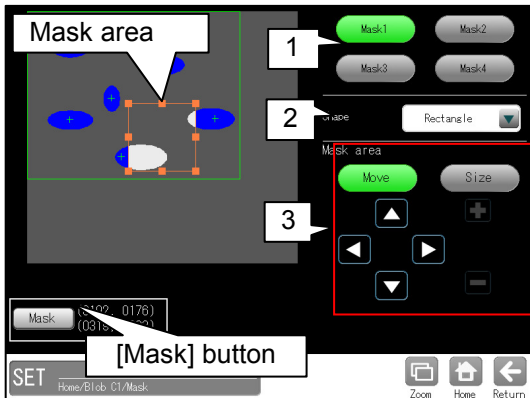 Mask area
1
Mask1
Mask2
Mask3
Mask4
2
Shape
Rectangle
Mask area
3
Move
Size
Mask
0176)
[Mask] button
SET
Home/Blob C1/Mask
Zoom
Home
Return